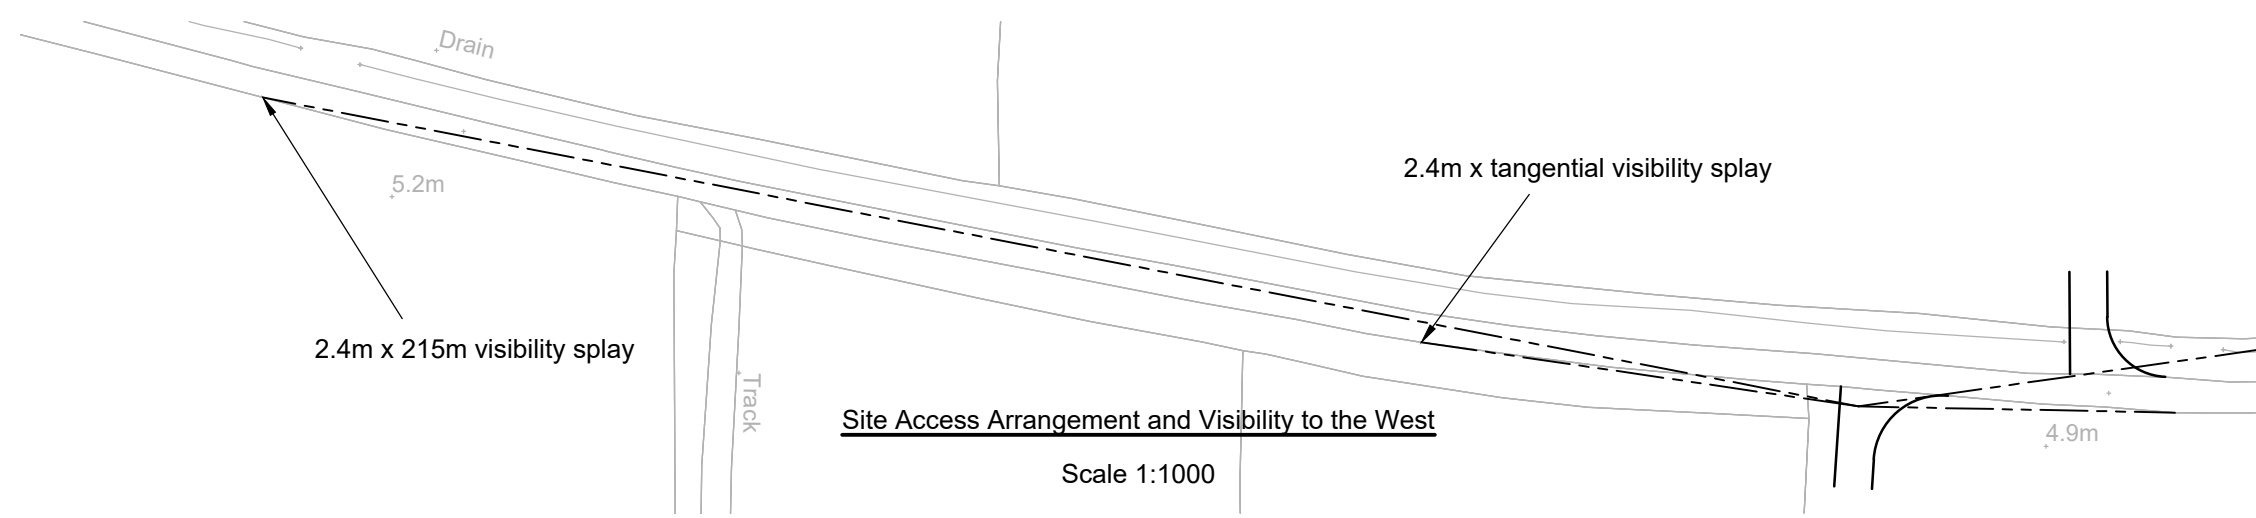 Drain
2.4m x tangential visibility splay
5.2m
2.4m x 215m visibility splay
Track
Site Access Arrangement and Visibility to the West
4.9m
Scale 1:1000